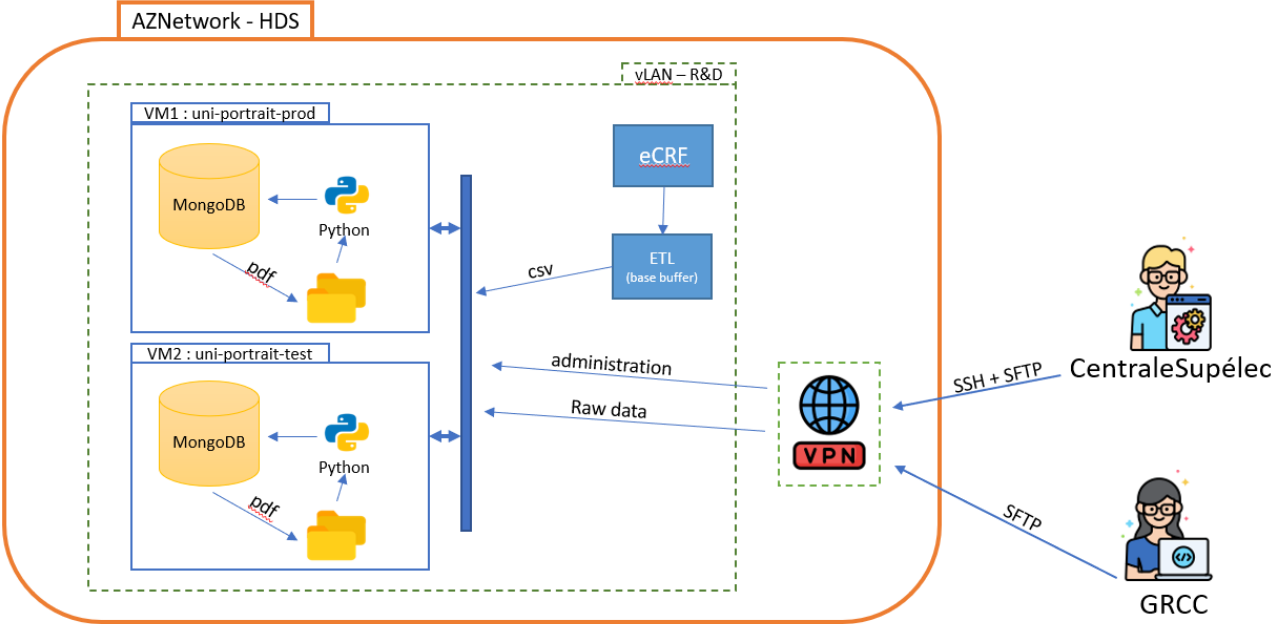 AZNetwork - HDS
vLAN – R&D
VM1 : uni-portrait-prod
MongoDB
Python
pdf
eCRF
ETL
(base buffer)
csv
VM2 : uni-portrait-test
MongoDB
Python
pdf
administration
Raw data
VPN
SSH + SFTP
CentraleSupélec
SFTP
</>
GRCC